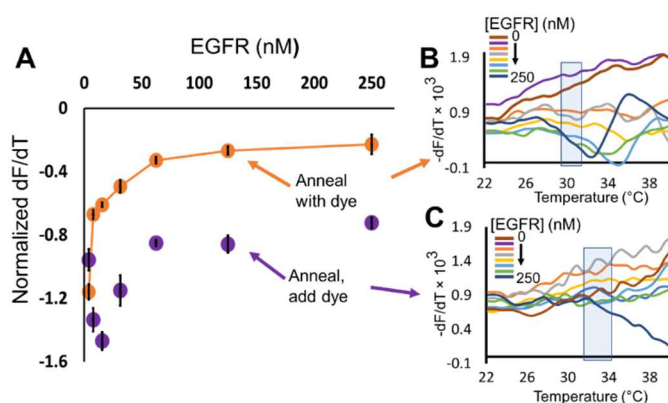 A
EGFR (nM)
0 50 100 150 200 250
0
-0.4
-0.8
-1.2
-1.6
Normalized dF/dT
Anneal
with dye
Anneal,
add dye
B
[EGFR] (nM)
0
250
1.9
0.9
-0.1
-dF/dT × 10³
22 26 30 34 38
Temperature (°C)
C
[EGFR] (nM)
0
250
1.9
1.4
0.9
0.4
-0.1
-dF/dT × 10³
22 26 30 34 38
Temperature (°C)